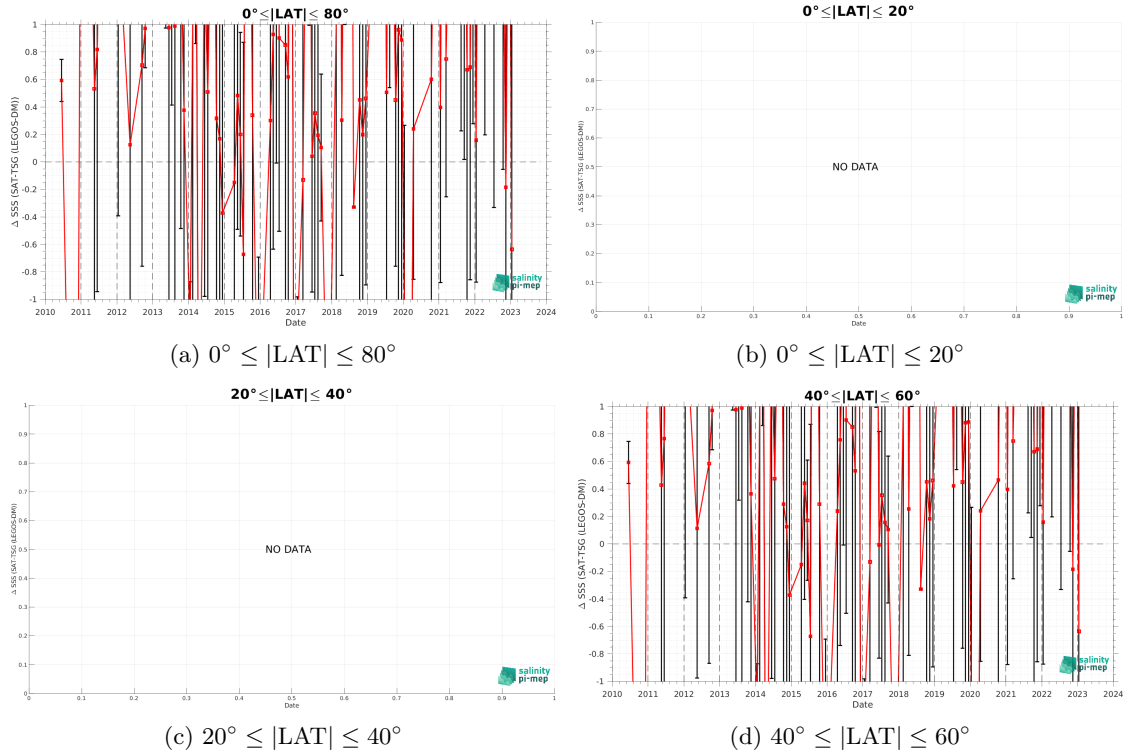 0°≤|LAT|≤ 80°
Δ SSS (SAT-TSG (LEGOS-DM))
1
0.8
0.6
0.4
0.2
0
-0.2
-0.4
-0.6
-0.8
-1
2010 2011 2012 2013 2014 2015 2016 2017 2018 2019 2020 2021 2022 2023 2024
Date
salinity
pi-mep
(a) 0° ≤ |LAT| ≤ 80°
0°≤|LAT|≤ 20°
Δ SSS (SAT-TSG (LEGOS-DM))
1
0.9
0.8
0.7
0.6
0.5
0.4
0.3
0.2
0.1
0
NO DATA
0 0.1 0.2 0.3 0.4 0.5 0.6 0.7 0.8 0.9 1
Date
salinity
pi-mep
(b) 0° ≤ |LAT| ≤ 20°
20°≤|LAT|≤ 40°
Δ SSS (SAT-TSG (LEGOS-DM))
1
0.9
0.8
0.7
0.6
0.5
0.4
0.3
0.2
0.1
0
NO DATA
0 0.1 0.2 0.3 0.4 0.5 0.6 0.7 0.8 0.9 1
Date
salinity
pi-mep
(c) 20° ≤ |LAT| ≤ 40°
40°≤|LAT|≤ 60°
Δ SSS (SAT-TSG (LEGOS-DM))
1
0.8
0.6
0.4
0.2
0
-0.2
-0.4
-0.6
-0.8
-1
2010 2011 2012 2013 2014 2015 2016 2017 2018 2019 2020 2021 2022 2023 2024
Date
salinity
pi-mep
(d) 40° ≤ |LAT| ≤ 60°